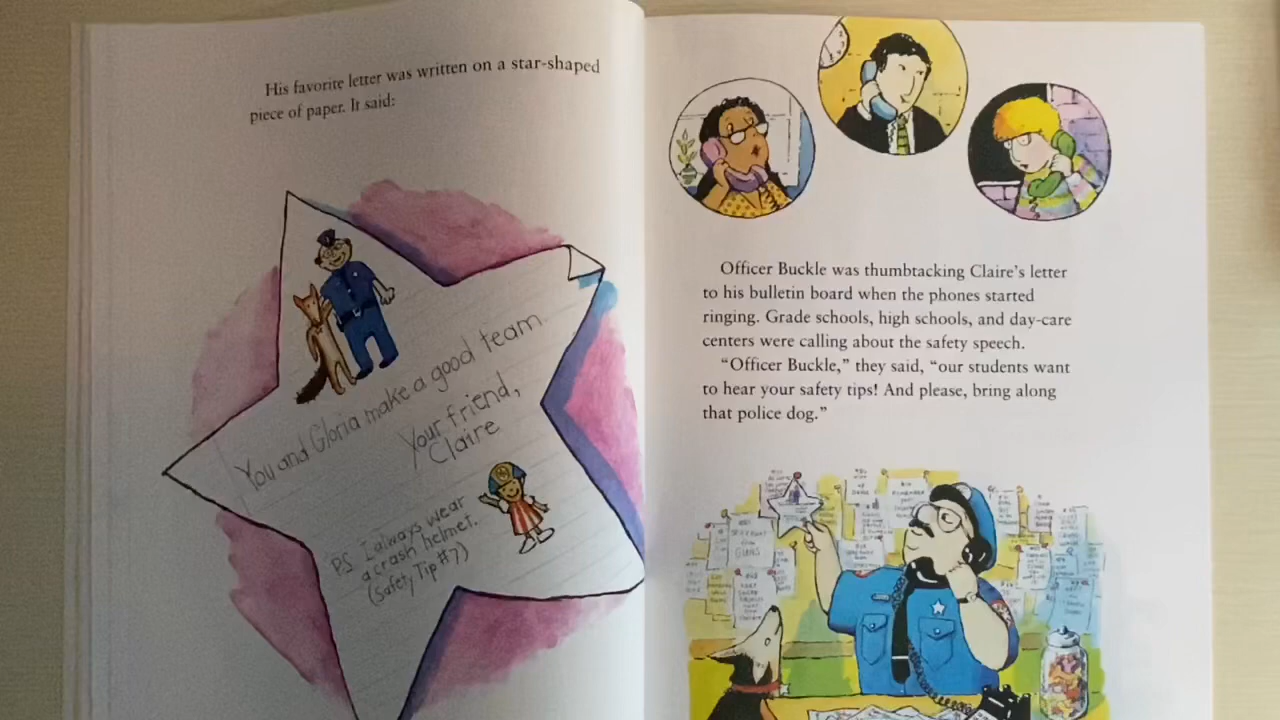 His favorite letter was written on a star-shaped
piece of paper. It said:
You and Gloria make a good team.
Your friend,
Claire
P.S. I always wear
a crash helmet.
(Safety Tip #7)
Officer Buckle was thumbtacking Claire's letter
to his bulletin board when the phones started
ringing. Grade schools, high schools, and day-care
centers were calling about the safety speech.
"Officer Buckle," they said, "our students want
to hear your safety tips! And please, bring along
that police dog."